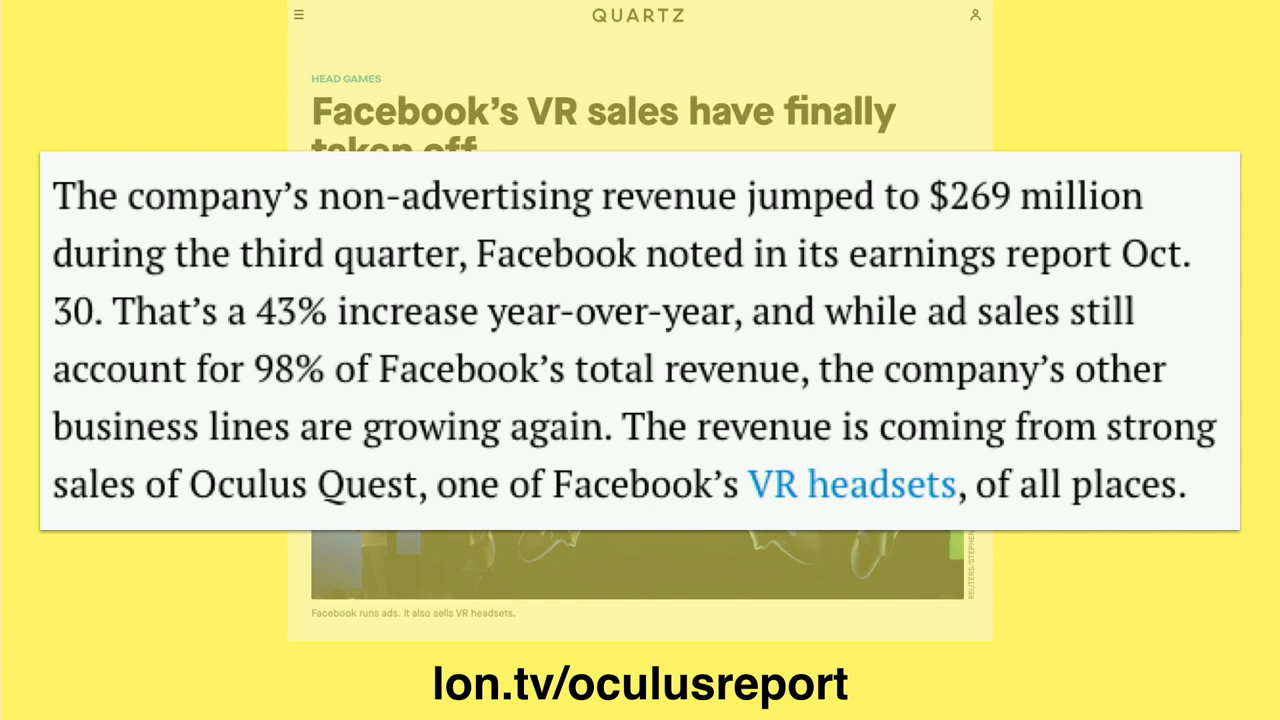 QUARTZ
HEAD GAMES
Facebook’s VR sales have finally
taken off
The company’s non-advertising revenue jumped to $269 million
during the third quarter, Facebook noted in its earnings report Oct.
30. That’s a 43% increase year-over-year, and while ad sales still
account for 98% of Facebook’s total revenue, the company’s other
business lines are growing again. The revenue is coming from strong
sales of Oculus Quest, one of Facebook’s VR headsets, of all places.
REUTERS/STEPHEN
Facebook runs ads. It also sells VR headsets.
lon.tv/oculusreport